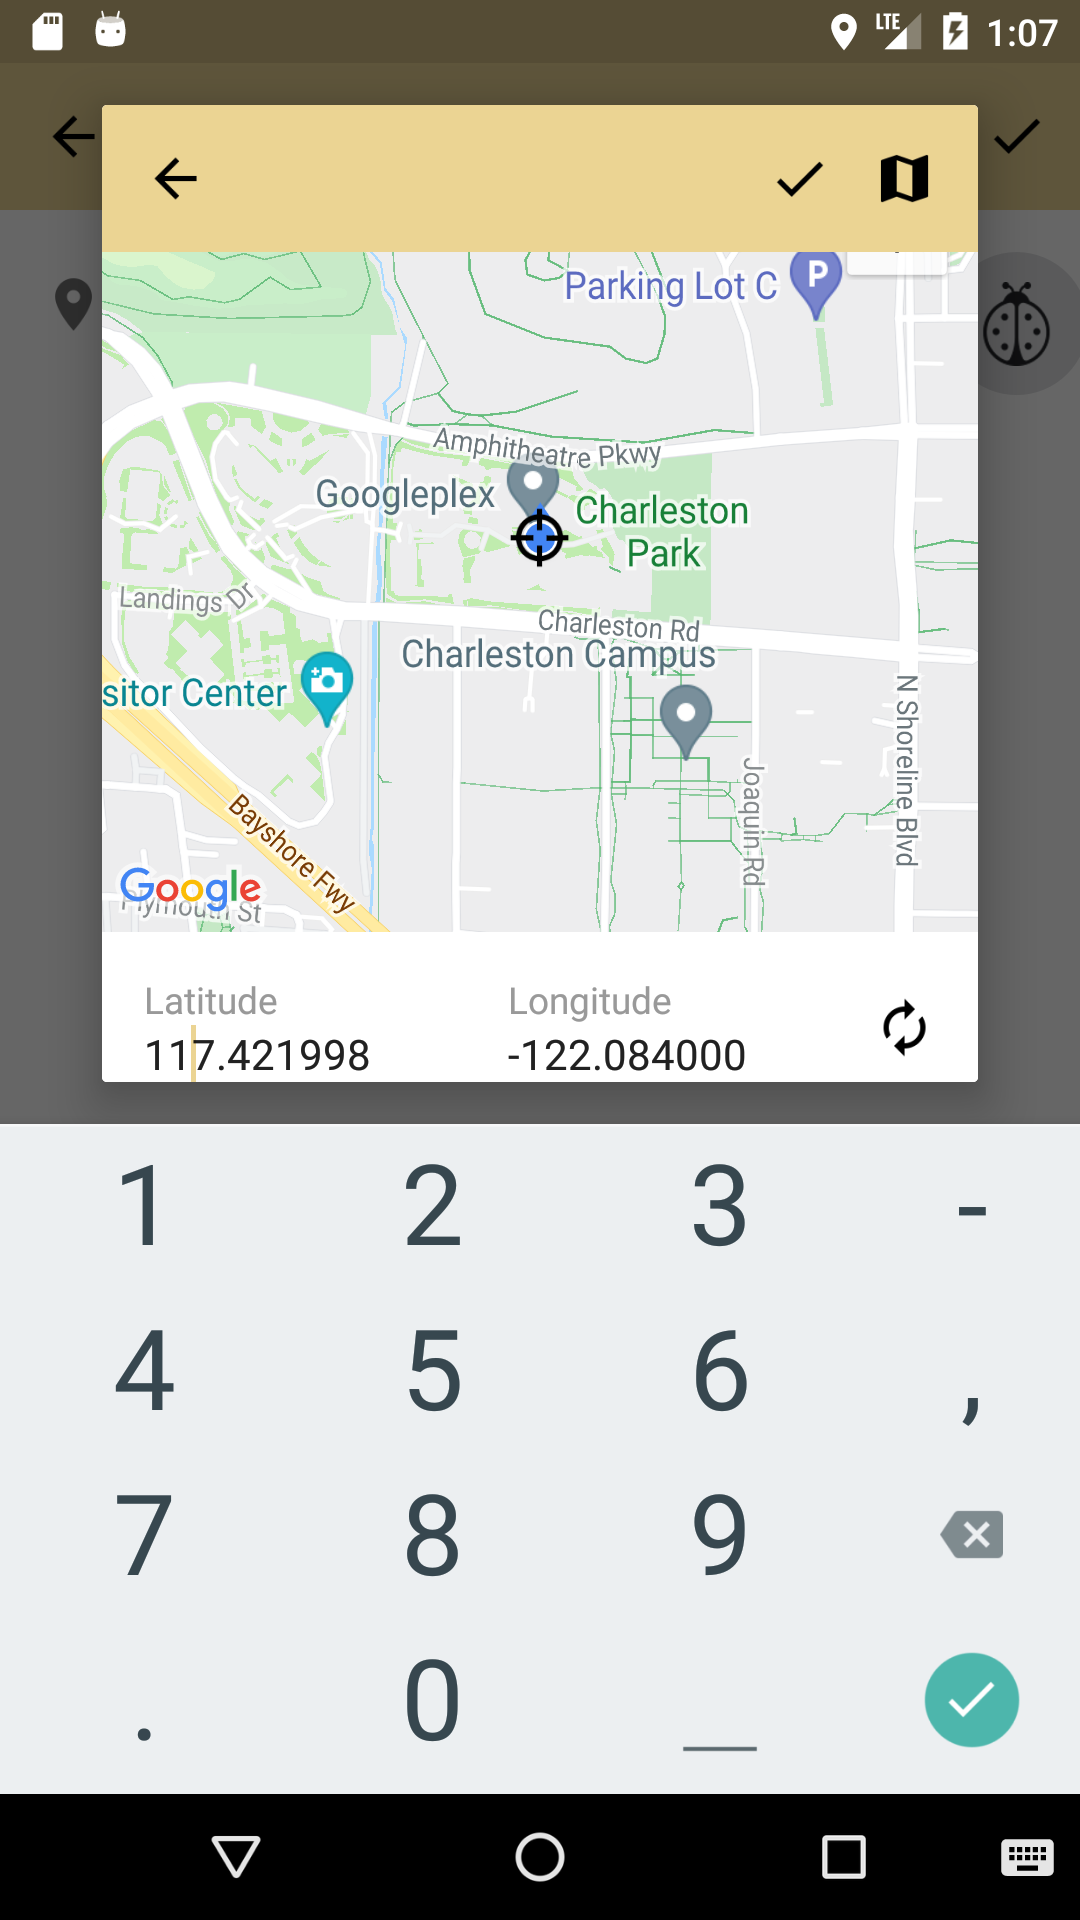 LTE 1:07
Parking Lot C
P
Amphitheatre Pkwy
Googleplex
Charleston
Park
Landings Dr
Charleston Rd
Charleston Campus
sitor Center
N Shoreline Blvd
Joaquin Rd
Bayshore Fwy
Google
Plymouth St
Latitude
Longitude
117.421998
-122.084000
1 2 3 -
4 5 6 ,
7 8 9
. 0 _